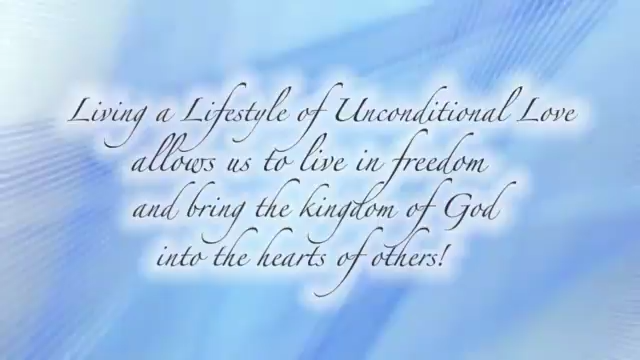 Living a Lifestyle of Unconditional Love
allows us to live in freedom
and bring the kingdom of God
into the hearts of others!